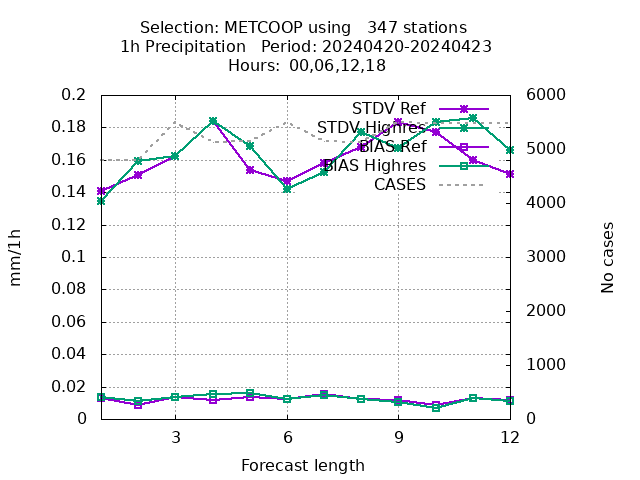 Selection: METCOOP using   347 stations
1h Precipitation   Period: 20240420-20240423
Hours:  00,06,12,18
0.2
0.18
0.16
0.14
0.12
0.1
0.08
0.06
0.04
0.02
0
6000
5000
4000
3000
2000
1000
0
STDV Ref
STDV Highres
BIAS Ref
BIAS Highres
CASES
mm/1h
No cases
3
6
9
12
Forecast length